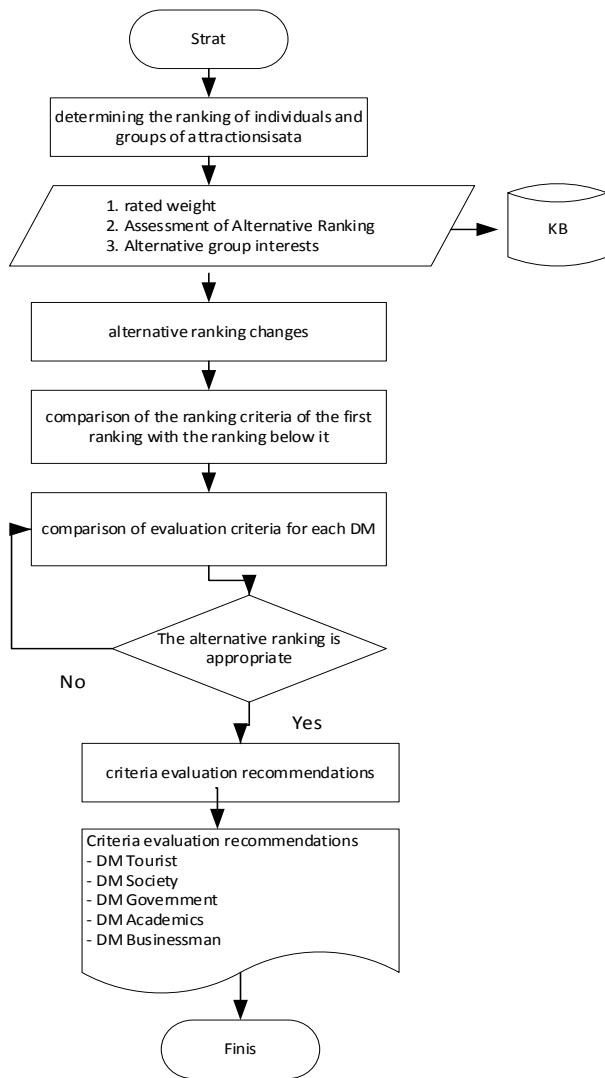 Strat
determining the ranking of individuals and
groups of attractionsisata
1. rated weight
2. Assessment of Alternative Ranking
3. Alternative group interests
KB
alternative ranking changes
comparison of the ranking criteria of the first
ranking with the ranking below it
comparison of evaluation criteria for each DM
The alternative ranking is
appropriate
No
Yes
criteria evaluation recommendations
Criteria evaluation recommendations
- DM Tourist
- DM Society
- DM Government
- DM Academics
- DM Businessman
Finis